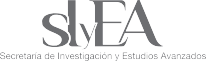 sIyEA
Secretaría de Investigación y Estudios Avanzados